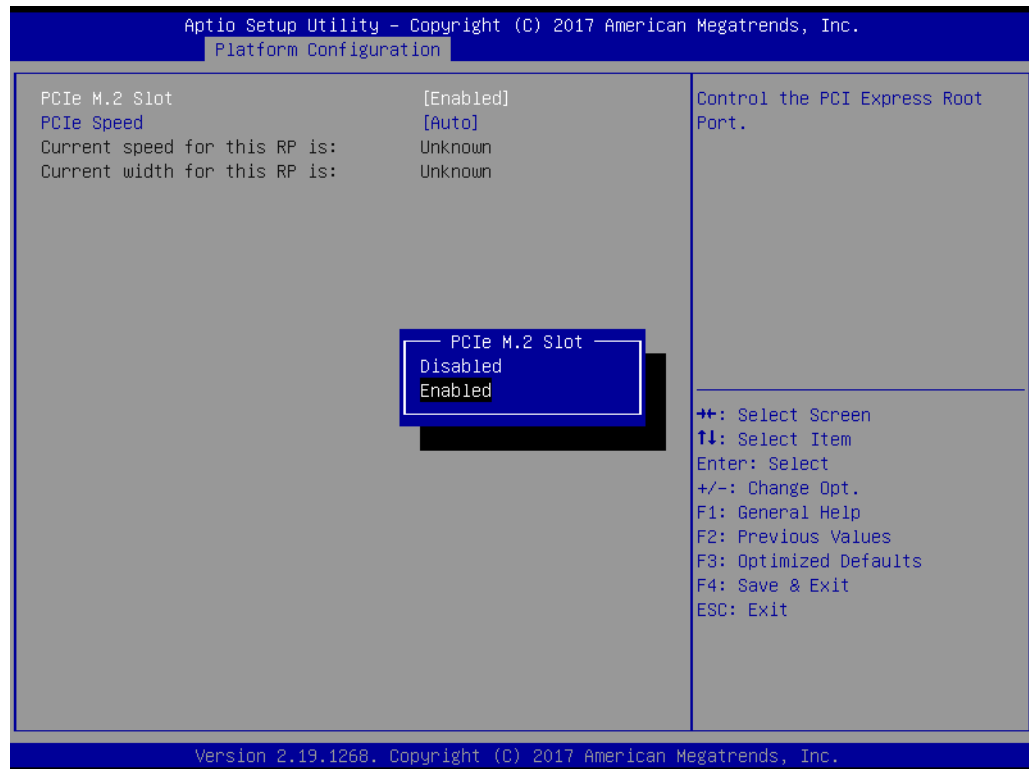 Aptio Setup Utility – Copyright (C) 2017 American Megatrends, Inc.
Platform Configuration
PCIe M.2 Slot [Enabled]
PCIe Speed [Auto]
Current speed for this RP is: Unknown
Current width for this RP is: Unknown
Control the PCI Express Root
Port.
PCIe M.2 Slot
Disabled
Enabled
→←: Select Screen
↑↓: Select Item
Enter: Select
+/-: Change Opt.
F1: General Help
F2: Previous Values
F3: Optimized Defaults
F4: Save & Exit
ESC: Exit
Version 2.19.1268. Copyright (C) 2017 American Megatrends, Inc.